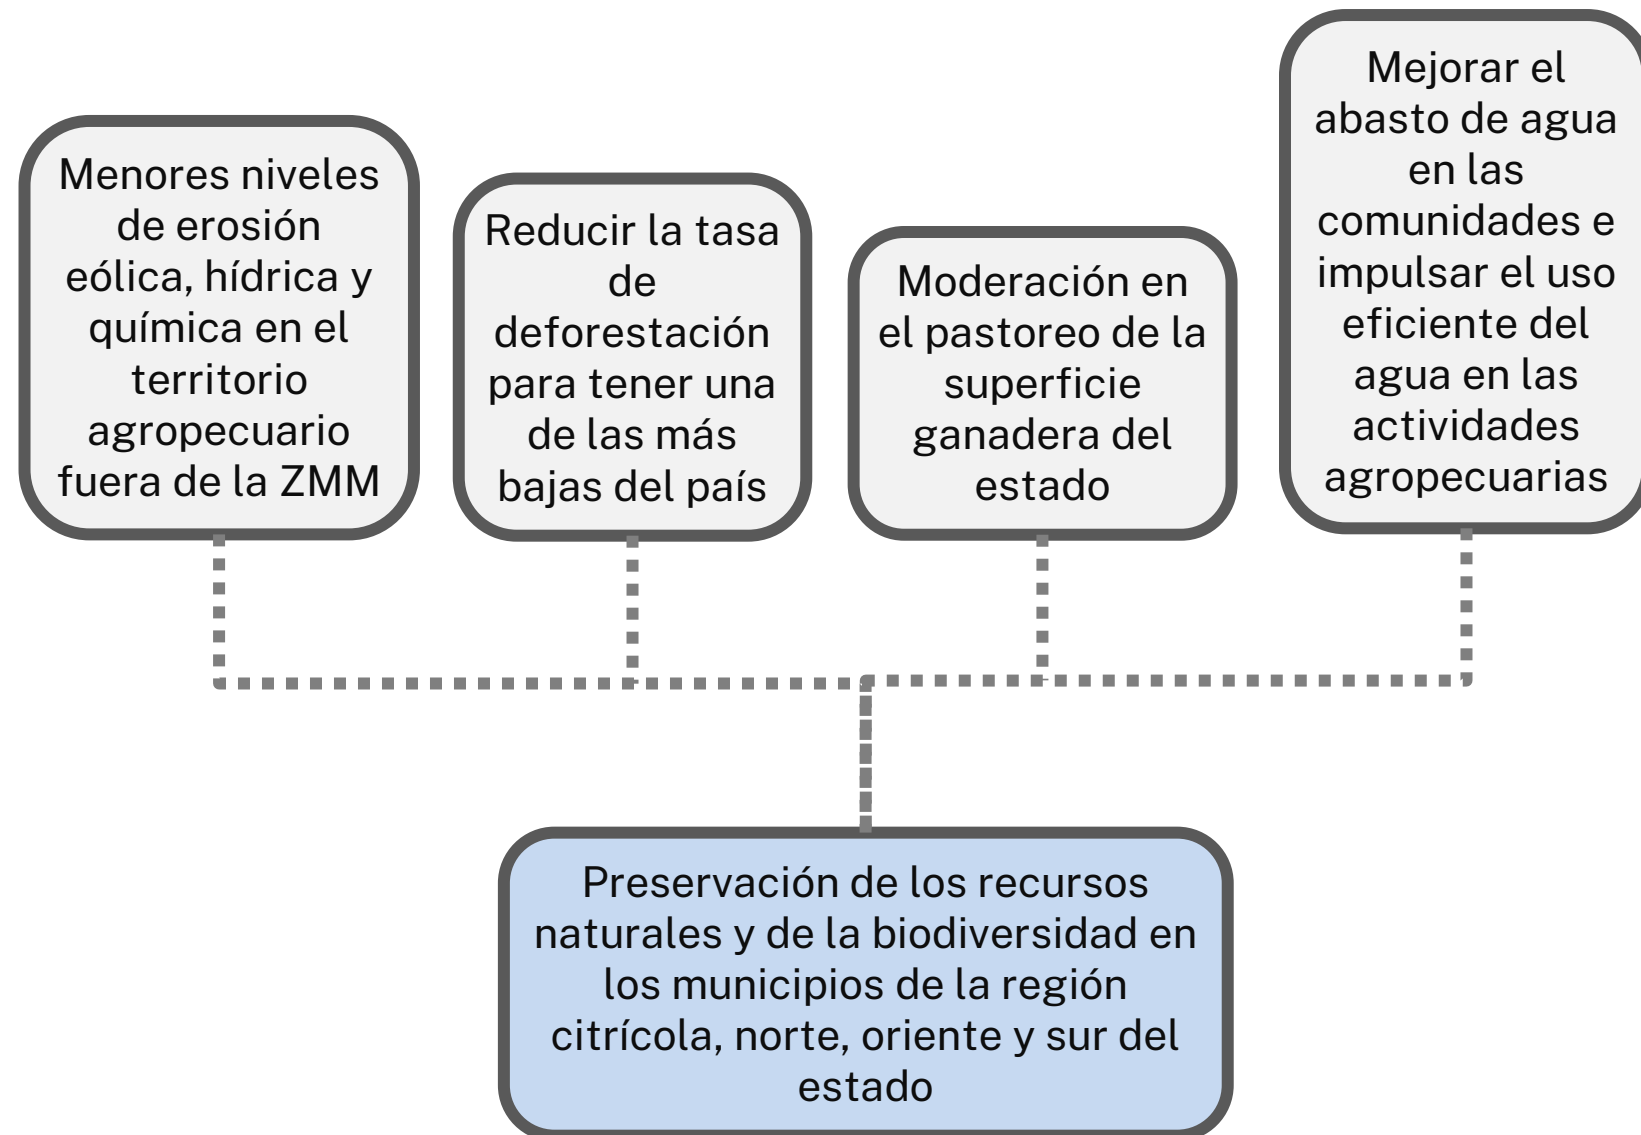 Menores niveles
de erosión
eólica, hídrica y
química en el
territorio
agropecuario
fuera de la ZMM
Reducir la tasa
de
deforestación
para tener una
de las más
bajas del país
Moderación en
el pastoreo de la
superficie
ganadera del
estado
Mejorar el
abasto de agua
en las
comunidades e
impulsar el uso
eficiente del
agua en las
actividades
agropecuarias
Preservación de los recursos
naturales y de la biodiversidad en
los municipios de la región
citrícola, norte, oriente y sur del
estado